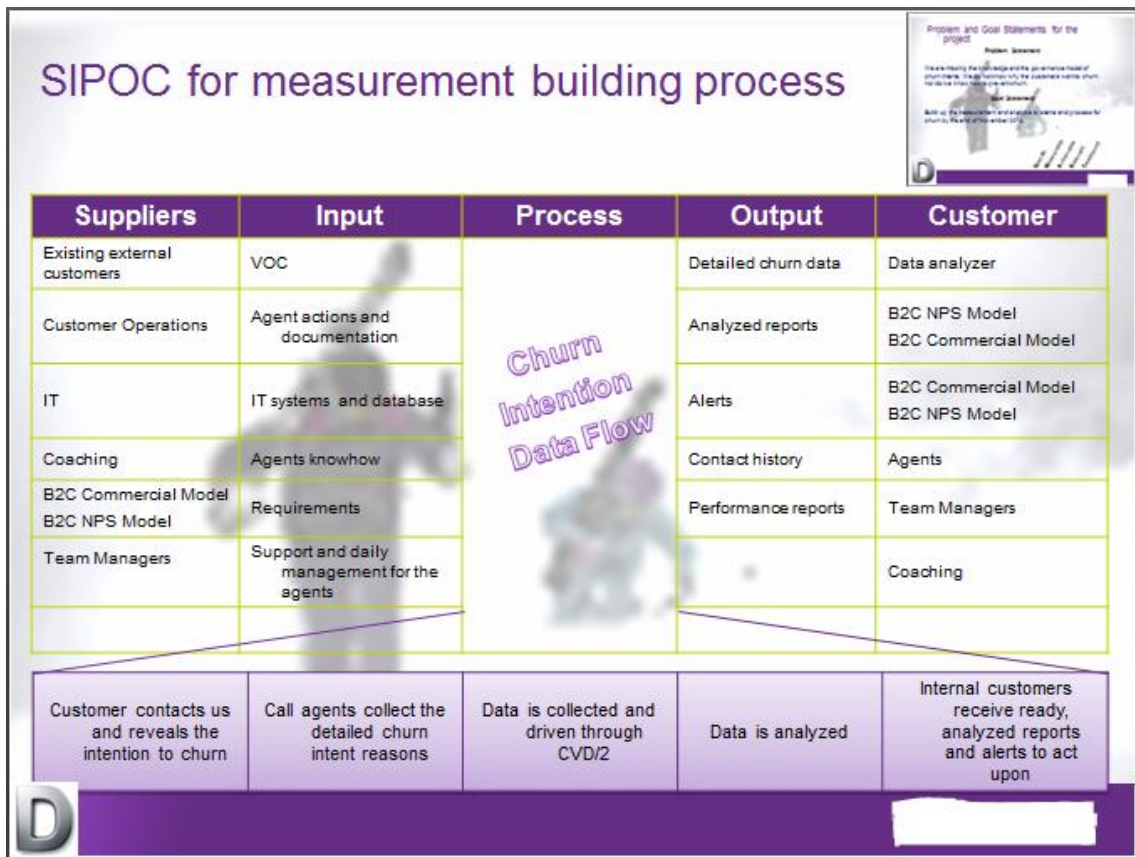 SIPOC for measurement building process
Problem and Goal Statements for the
project
Problem Statement
Suppliers Input Process Output Customer
Existing external
customers
VOC
Detailed churn data
Data analyzer
Customer Operations
Agent actions and
documentation
Analyzed reports
B2C NPS Model
B2C Commercial Model
IT
IT systems and database
Alerts
B2C Commercial Model
B2C NPS Model
Coaching
Agents knowhow
Contact history
Agents
B2C Commercial Model
B2C NPS Model
Requirements
Performance reports
Team Managers
Team Managers
Support and daily
management for the
agents
Coaching
Churn
Intention
Data Flow
Customer contacts us
and reveals the
intention to churn
Call agents collect the
detailed churn
intent reasons
Data is collected and
driven through
CVD/2
Data is analyzed
Internal customers
receive ready,
analyzed reports
and alerts to act
upon
D